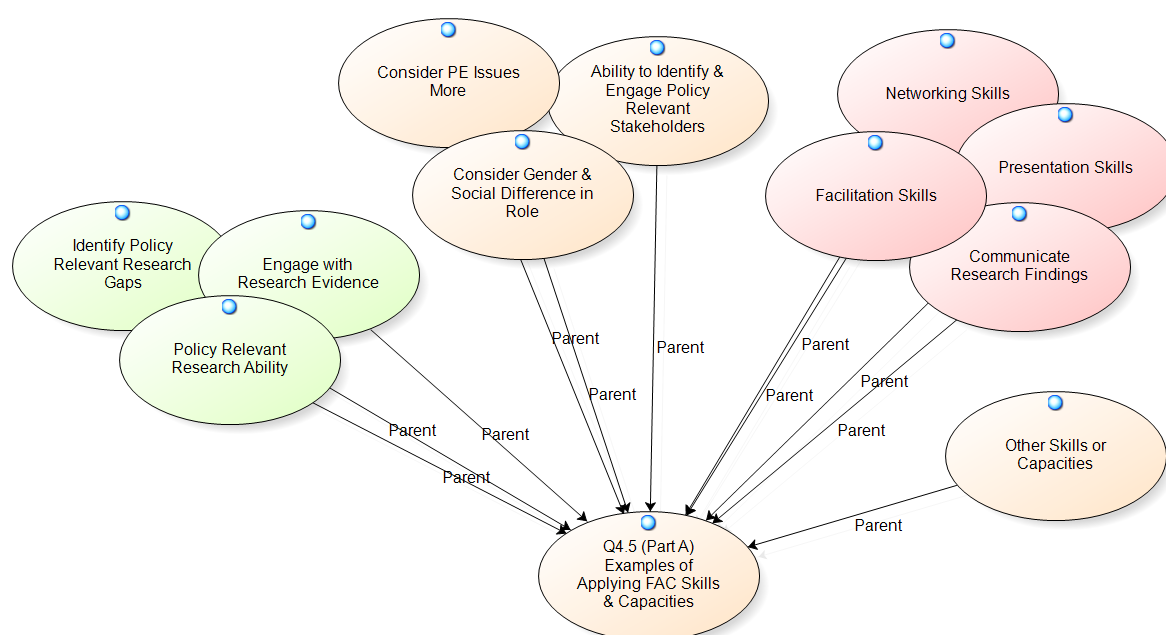 Consider PE Issues
More
Ability to Identify &
Engage Policy
Relevant
Stakeholders
Networking Skills
Presentation Skills
Consider Gender &
Social Difference in
Role
Facilitation Skills
Identify Policy
Relevant Research
Gaps
Engage with
Research Evidence
Communicate
Research Findings
Policy Relevant
Research Ability
Parent
Parent
Parent
Parent
Parent
Parent
Parent
Parent
Parent
Parent
Parent
Other Skills or
Capacities
Parent
Q4.5 (Part A)
Examples of
Applying FAC Skills
& Capacities